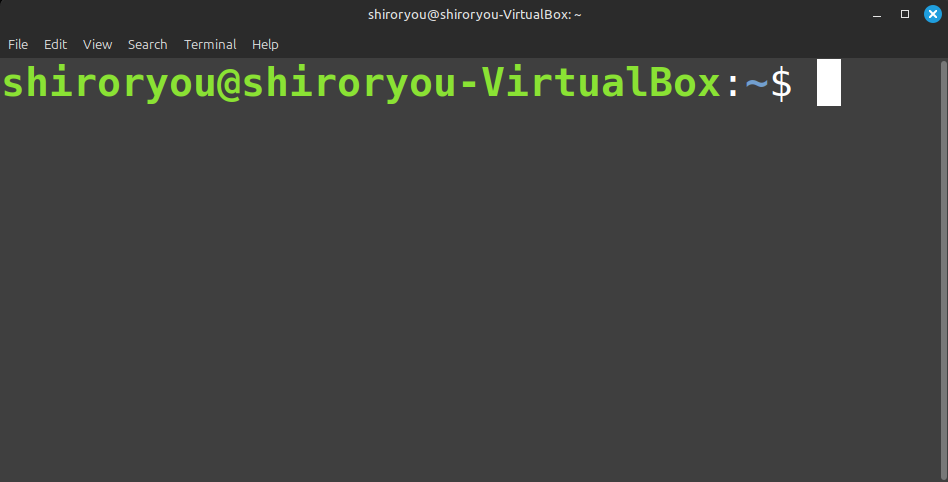 shiroryou@shiroryou-VirtualBox: ~
File Edit View Search Terminal Help
shiroryou@shiroryou-VirtualBox:~$